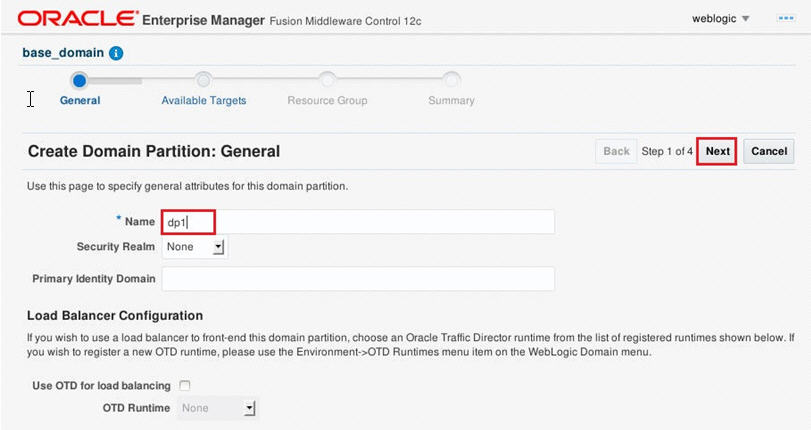 ORACLE Enterprise Manager Fusion Middleware Control 12c weblogic
base_domain
General Available Targets Resource Group Summary
Create Domain Partition: General Back Step 1 of 4 Next Cancel
Use this page to specify general attributes for this domain partition.
* Name dp1
Security Realm None
Primary Identity Domain
Load Balancer Configuration
If you wish to use a load balancer to front-end this domain partition, choose an Oracle Traffic Director runtime from the list of registered runtimes shown below. If
you wish to register a new OTD runtime, please use the Environment->OTD Runtimes menu item on the WebLogic Domain menu.
Use OTD for load balancing
OTD Runtime None